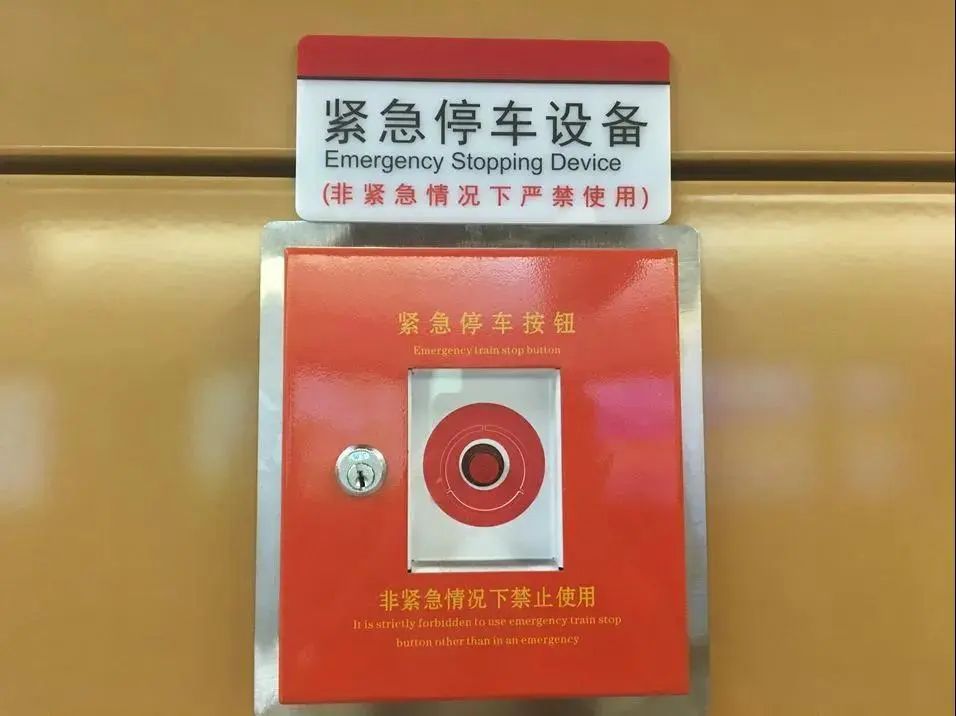 紧急停车设备
Emergency Stopping Device
(非紧急情况下严禁使用)
紧急停车按钮
Emergency train stop button
非紧急情况下禁止使用
It is strictly forbidden to use emergency train stop
button other than in an emergency